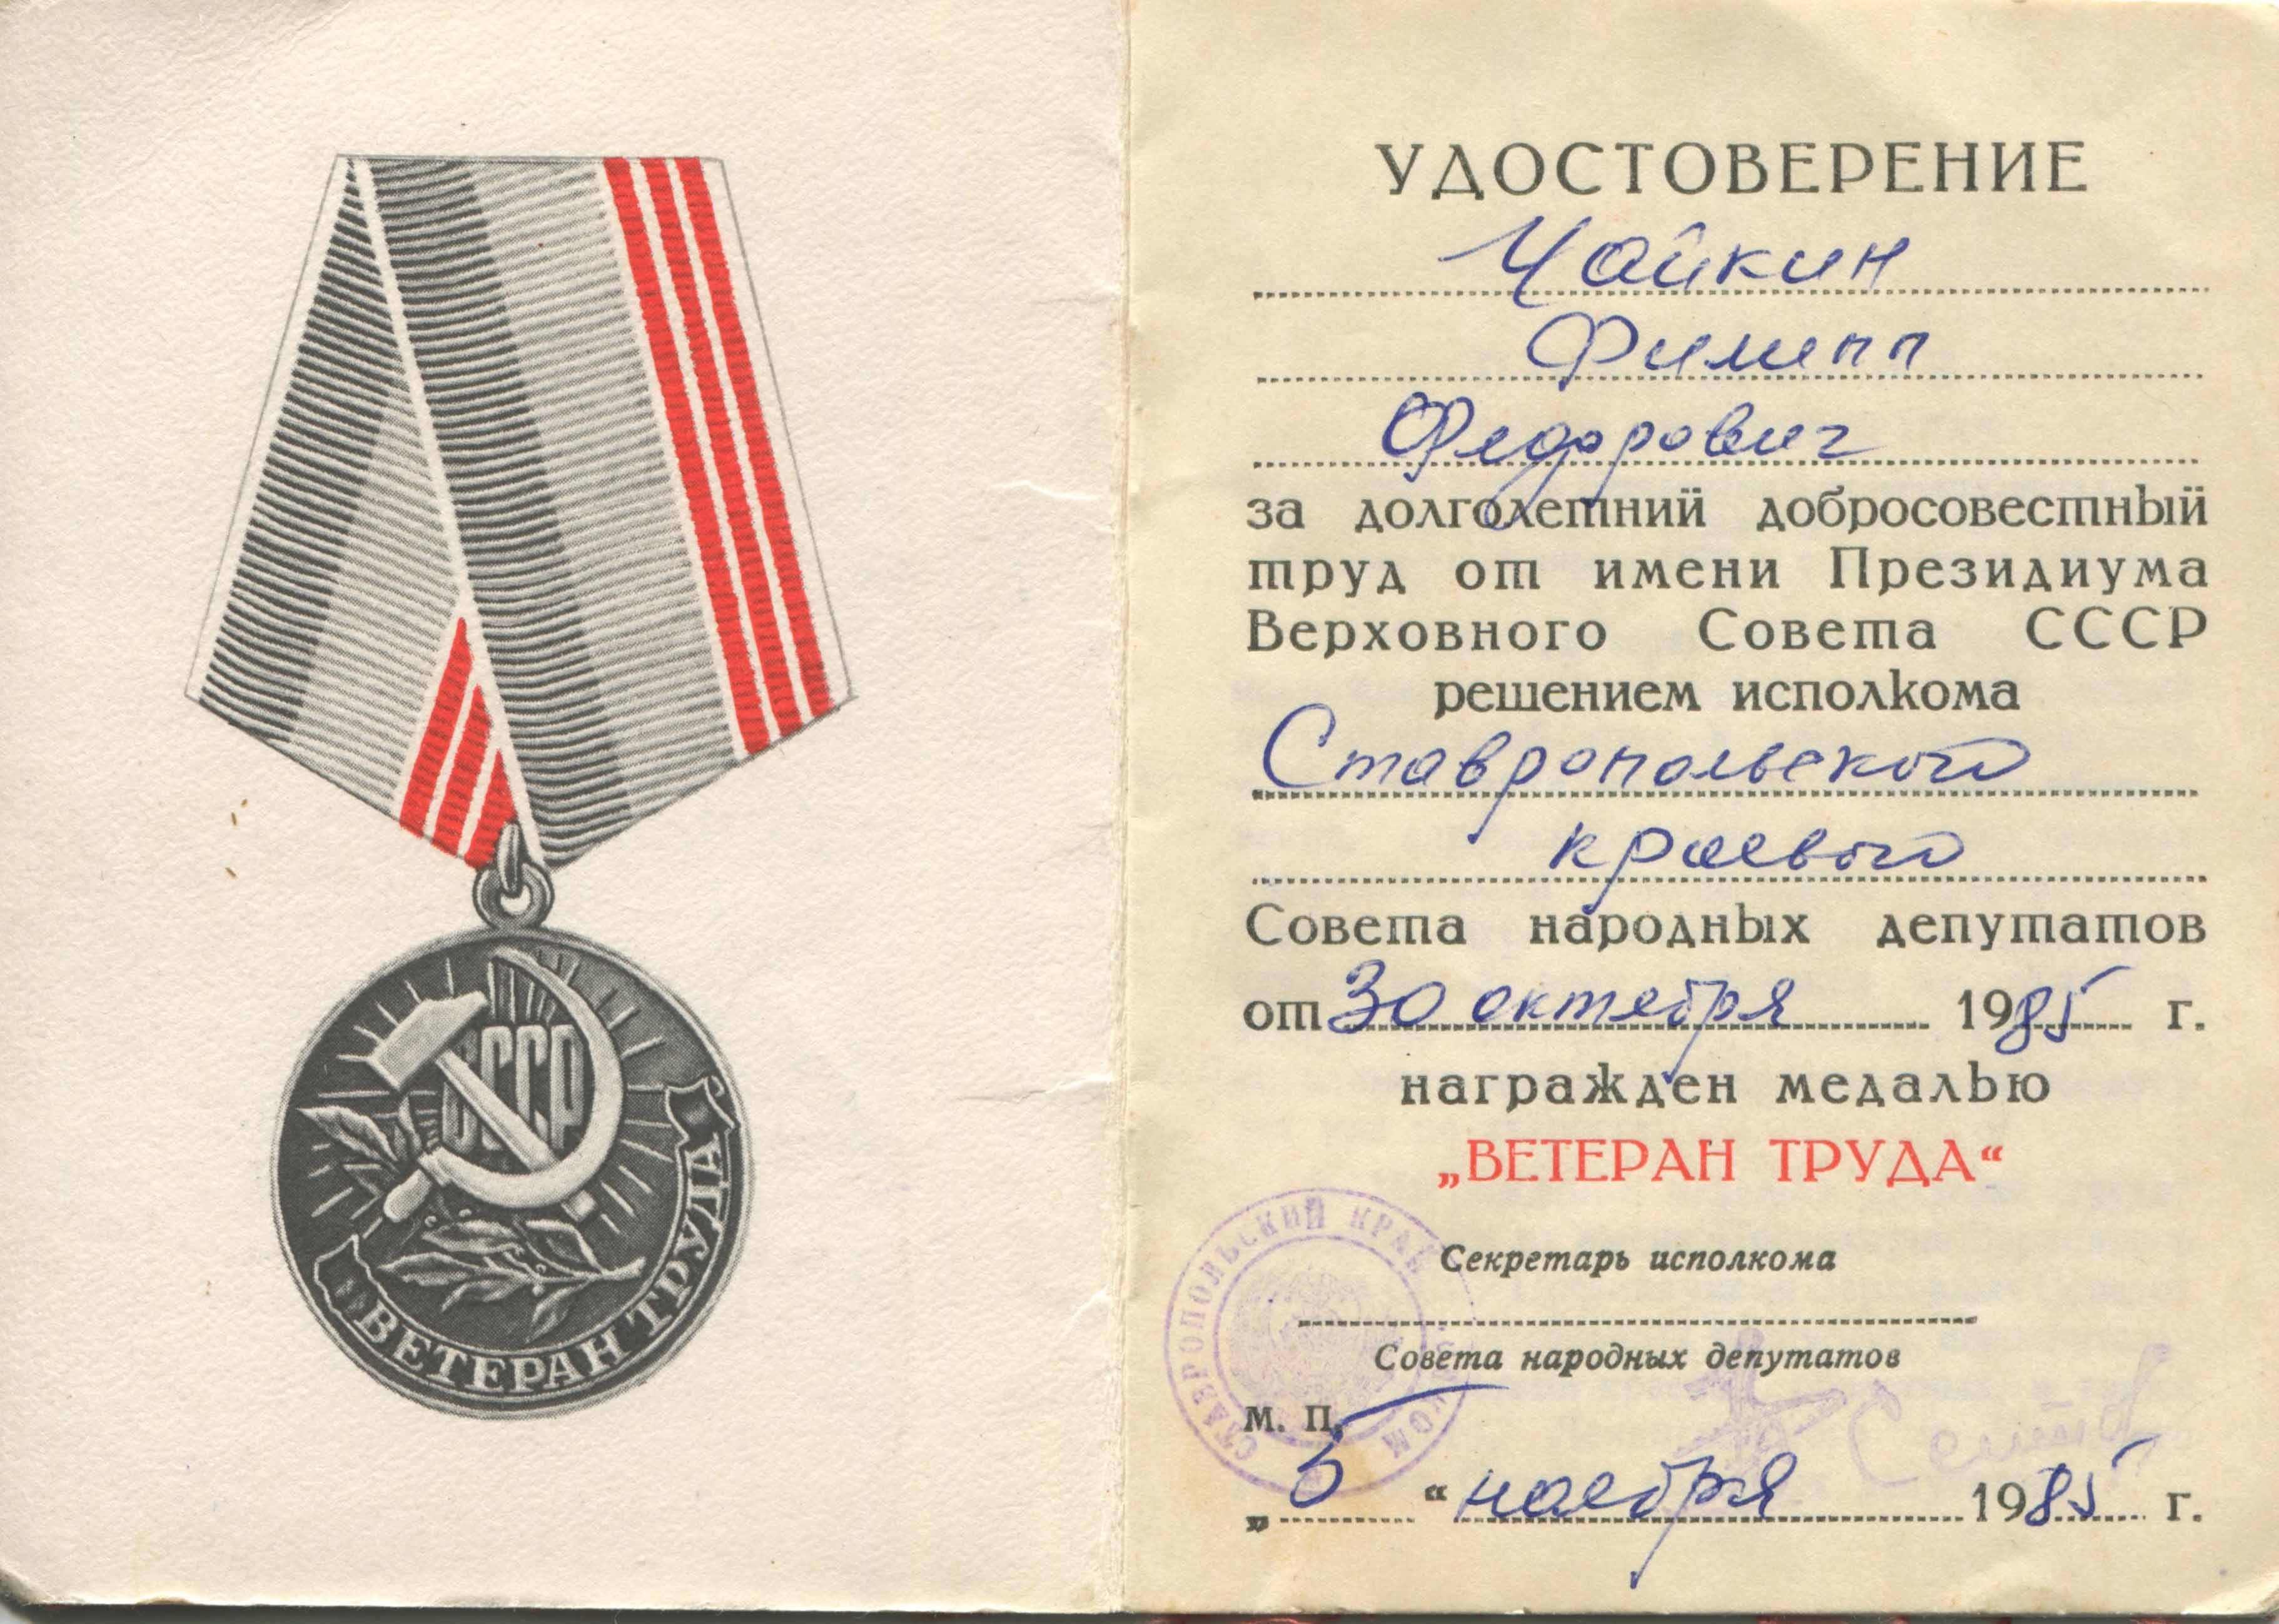 СССР
ВЕТЕРАН ТРУДА
УДОСТОВЕРЕНИЕ
Чайкин
Филипп
Федорович
за долголетний добросовестный
труд от имени Президиума
Верховного Совета СССР
решением исполкома
Ставропольского
краевого
Совета народных депутатов
от 30 октября 1985 г.
награжден медалью
„ВЕТЕРАН ТРУДА“
СТАВРОПОЛЬСКИЙ КРАЙ
Секретарь исполкома
Совета народных депутатов
м. п.
„5“ ноября 1985 г.